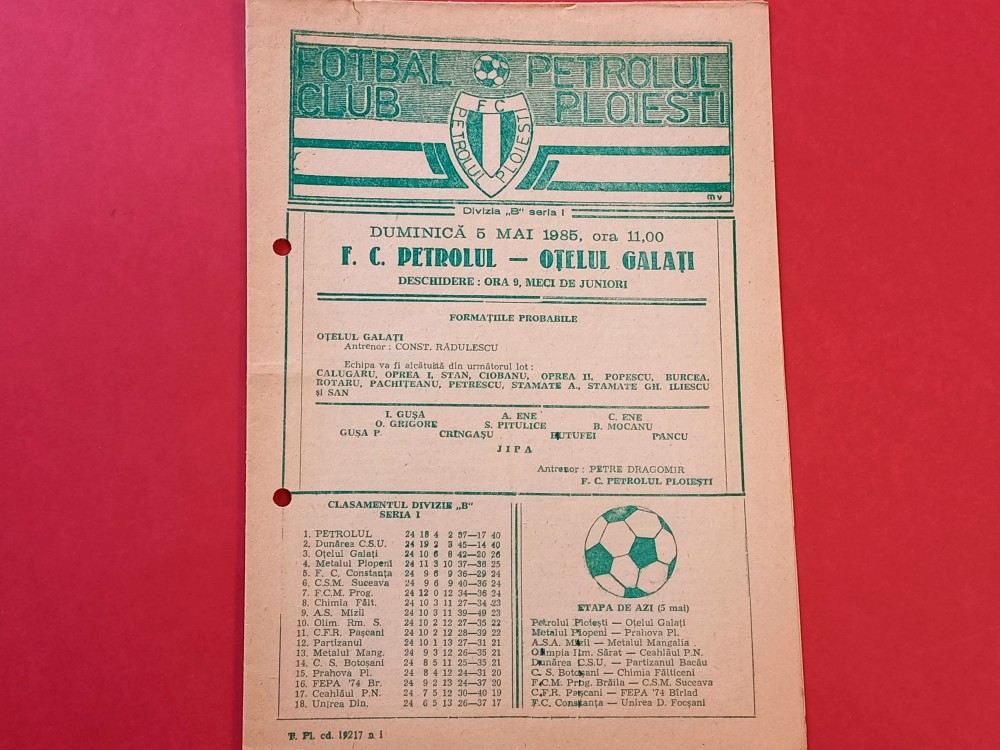 FOTBAL PETROLUL
CLUB PLOIESTI
F C
PETROLUL PLOIESTI
mv
Divizia „B" seria I
DUMINICĂ 5 MAI 1985, ora 11,00
F. C. PETROLUL — OȚELUL GALAȚI
DESCHIDERE : ORA 9, MECI DE JUNIORI
FORMAȚIILE PROBABILE
OȚELUL GALAȚI
Antrenor : CONST. RĂDULESCU
Echipa va fi alcătuită din următorul lot :
CALUGARU, OPREA I, STAN, CIOBANU, OPREA II, POPESCU, BURCEA.
ROTARU, PACHIȚEANU, PETRESCU, STAMATE A., STAMATE GH. ILIESCU
și SAN
I. GUȘA A. ENE C. ENE
O. GRIGORE S. PITULICE B. MOCANU
GUȘA P. CRÎNGAȘU BUTUFEI PANCU
JIPA
Antrenor : PETRE DRAGOMIR
F. C. PETROLUL PLOIEȘTI
CLASAMENTUL DIVIZIE „B"
SERIA I
1. PETROLUL 24 18 4 2 57—17 40
2. Dunărea C.S.U. 24 19 2 3 45—14 40
3. Oțelul Galați 24 10 6 8 42—20 26
4. Metalul Plopeni 24 11 3 10 37—36 25
5. F. C. Constanța 24 9 6 9 36—29 24
6. C.S.M. Suceava 24 9 6 9 40—36 24
7. F.C.M. Prog. 24 12 0 12 34—36 24
8. Chimia Fălt. 24 10 3 11 27—34 23
9. A.S. Mizil 24 10 3 11 39—49 23
10. Olim. Rm. S. 24 10 2 12 27—35 22
11. C.F.R. Pașcani 24 10 2 12 28—39 22
12. Partizanul 24 10 1 13 27—31 21
13. Metalul Mang. 24 9 3 12 26—35 21
14. C. S. Botoșani 24 8 5 11 25—35 21
15. Prahova Pl. 24 8 4 12 24—31 20
16. FEPA '74 Br. 24 9 2 13 24—37 20
17. Ceahlăul P.N. 24 7 5 12 30—40 19
18. Unirea Din. 24 6 5 13 26—37 17
ETAPA DE AZI (5 mai)
Petrolul Ploiești — Oțelul Galați
Metalul Plopeni — Prahova Pl.
A.S.A. Mizil — Metalul Mangalia
Olimpia Rm. Sărat — Ceahlăul P.N.
Dunărea C.S.U. — Partizanul Bacău
C. S. Botoșani — Chimia Fălticeni
F.C.M. Prog. Brăila — C.S.M. Suceava
C.F.R. Pașcani — FEPA '74 Bîrlad
F.C. Constanța — Unirea D. Focșani
T. Pl. cd. 19217 n 1